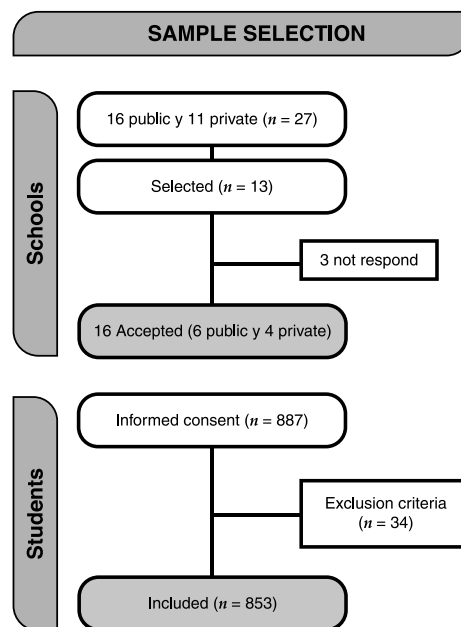 SAMPLE SELECTION
Schools
16 public y 11 private (n = 27)
Selected (n = 13)
3 not respond
16 Accepted (6 public y 4 private)
Students
Informed consent (n = 887)
Exclusion criteria
(n = 34)
Included (n = 853)